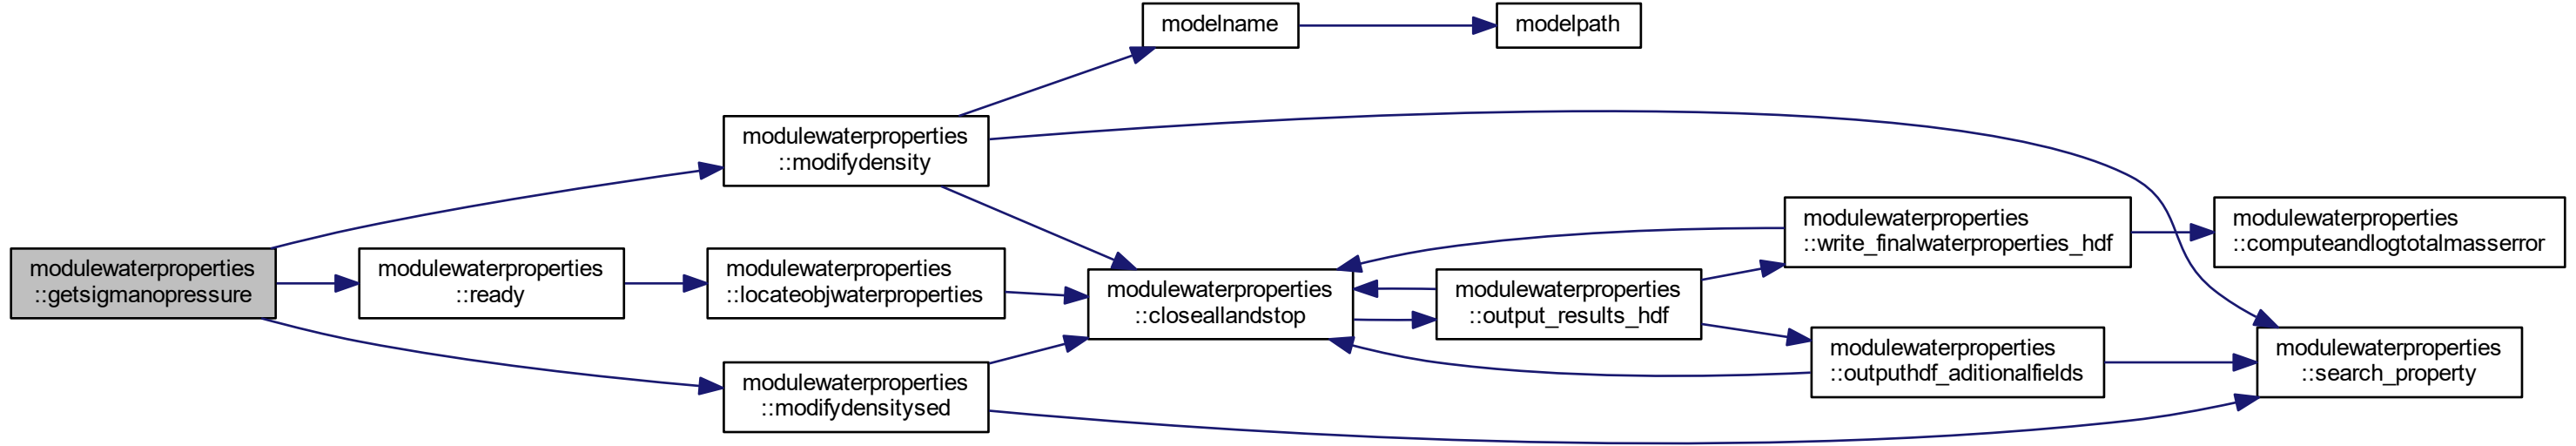 modelname
modelpath
modulewaterproperties
::modifydensity
modulewaterproperties
::write_finalwaterproperties_hdf
modulewaterproperties
::computeandlogtotalmasserror
modulewaterproperties
::getsigmanopressure
modulewaterproperties
::ready
modulewaterproperties
::locateobjwaterproperties
modulewaterproperties
::closeallandstop
modulewaterproperties
::output_results_hdf
modulewaterproperties
::outputhdf_aditionalfields
modulewaterproperties
::search_property
modulewaterproperties
::modifydensitysed